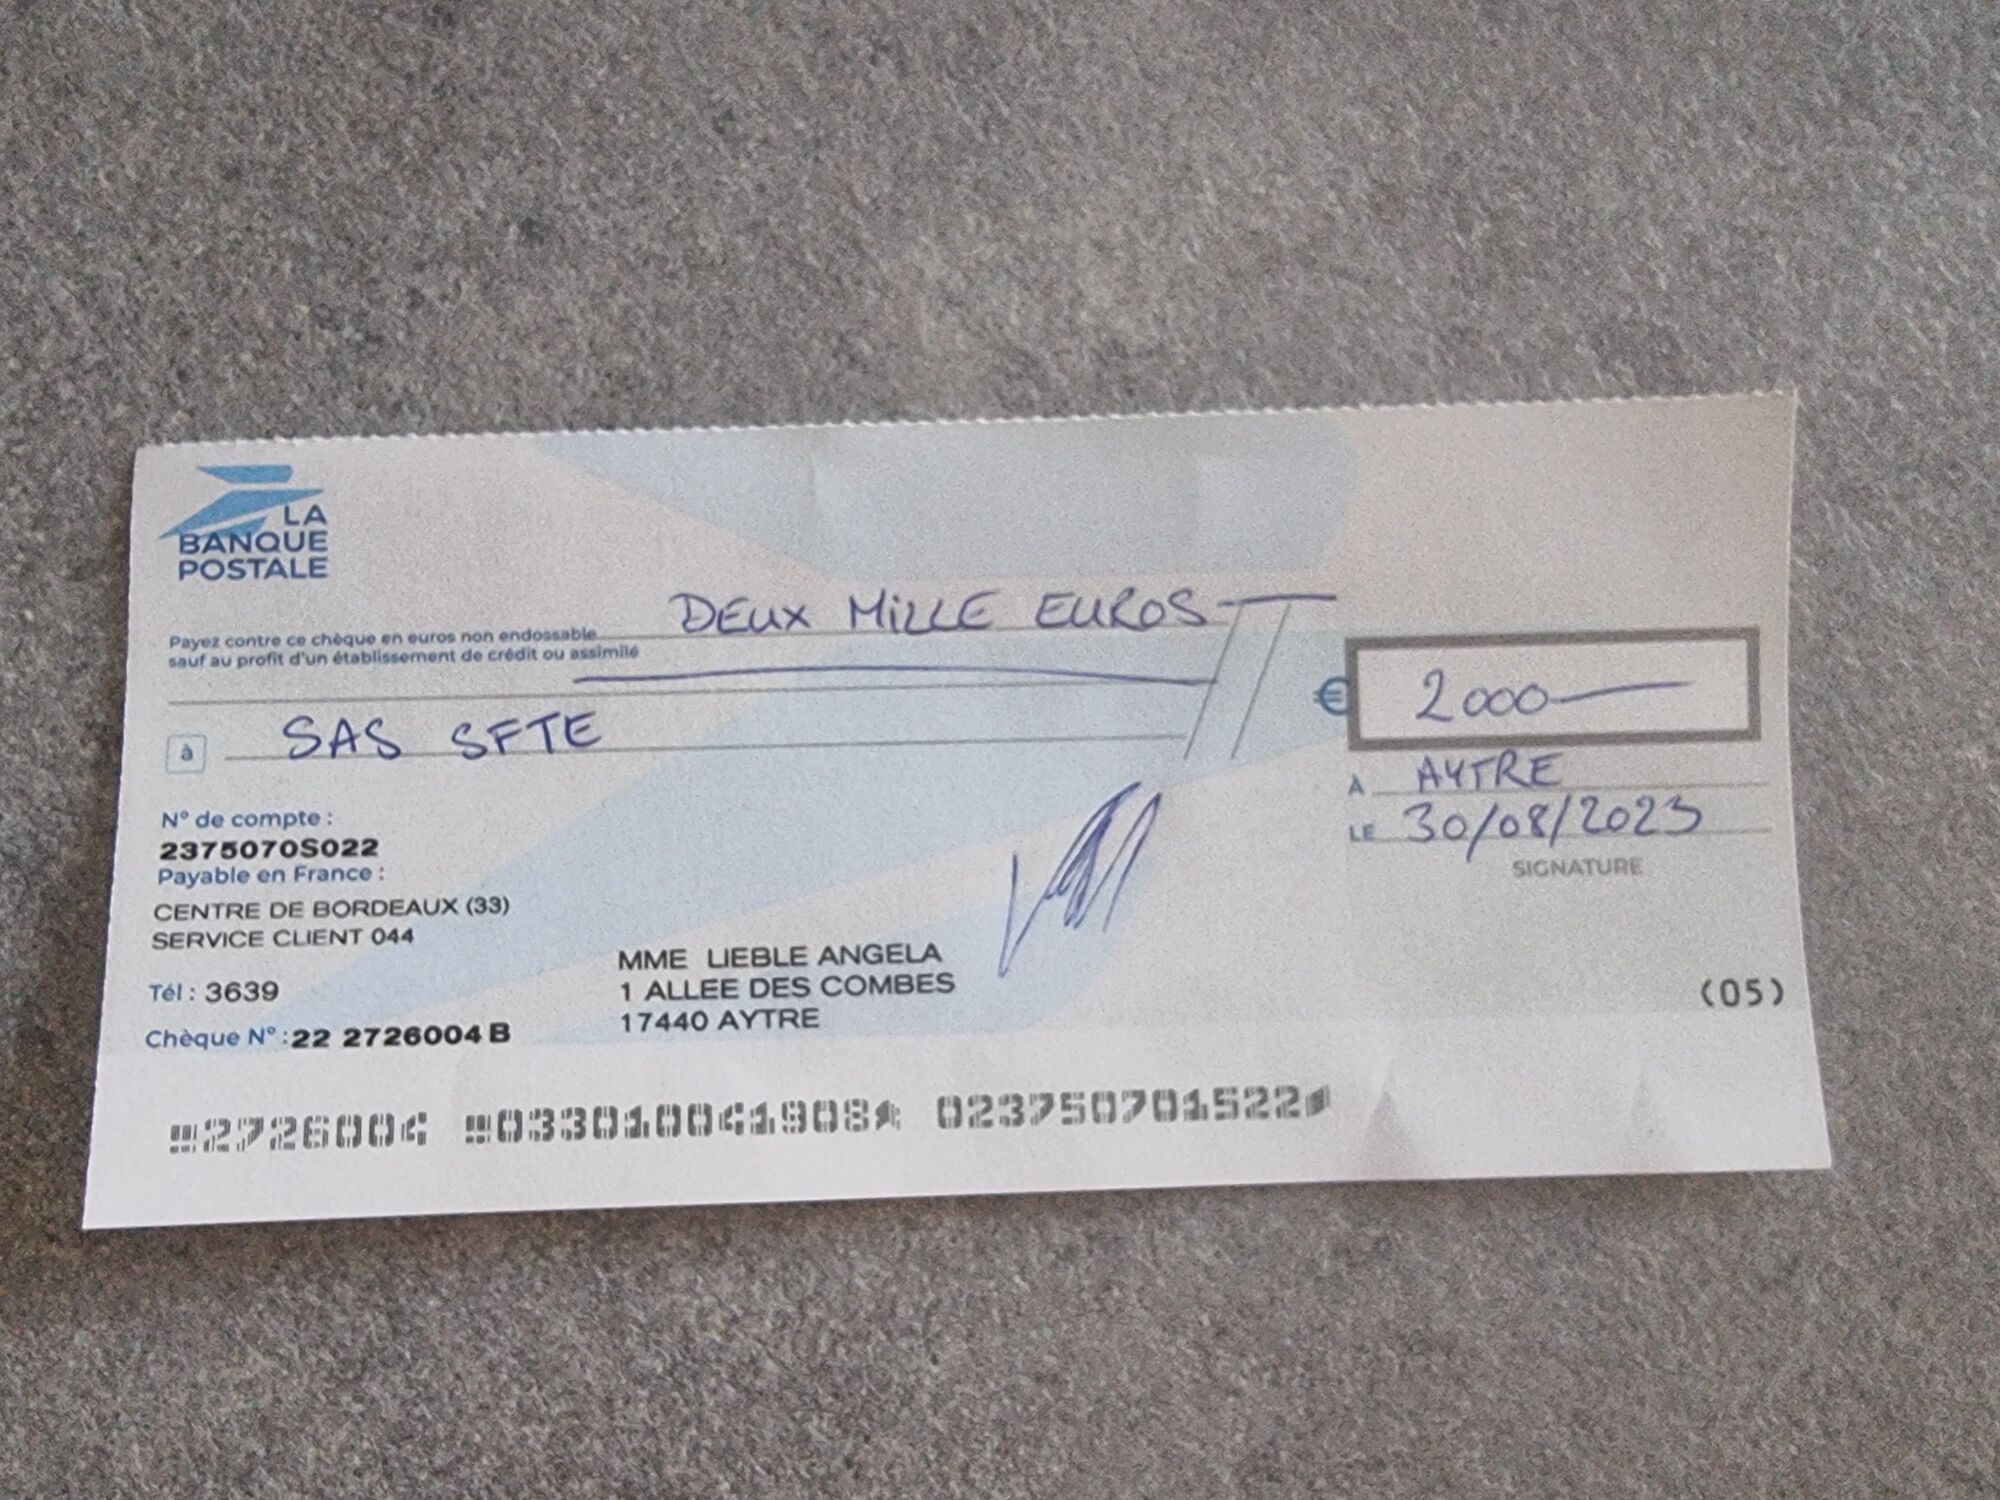 LA
BANQUE
POSTALE
DEUX MILLE EUROS
Payez contre ce chèque en euros non endossable
sauf au profit d'un établissement de crédit ou assimilé
€ 2000
à SAS SFTE
À AYTRE
LE 30/08/2023
SIGNATURE
N° de compte :
2375070S022
Payable en France :
CENTRE DE BORDEAUX (33)
SERVICE CLIENT 044
Tél : 3639
Chèque N° : 22 2726004 B
MME LIEBLE ANGELA
1 ALLEE DES COMBES
17440 AYTRE
(05)
2726004 033010041908 023750701522